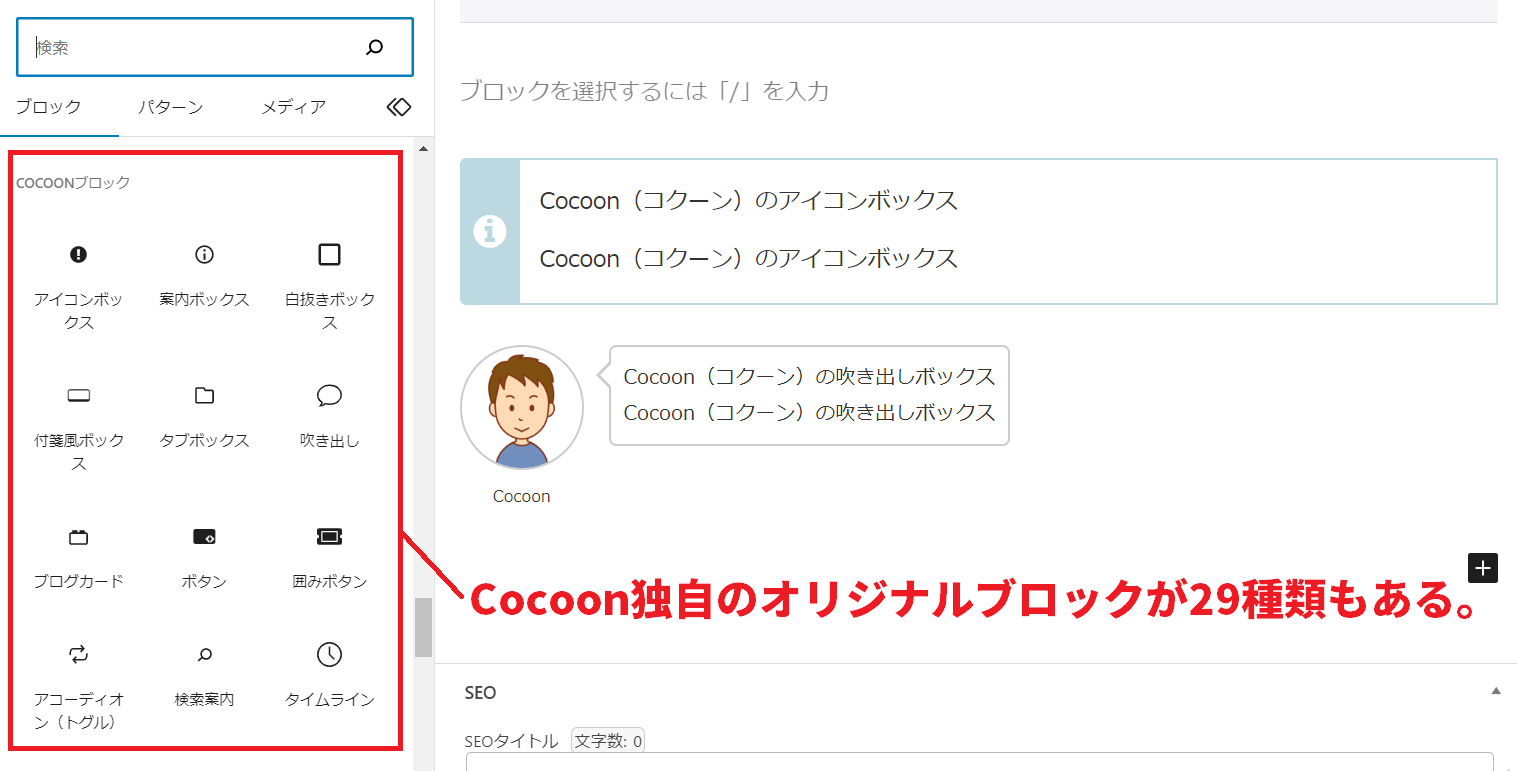 検索
ブロック
パターン
メディア
COCOONブロック
アイコンボッ
クス
案内ボックス
白抜きボック
ス
付箋風ボック
ス
タブボックス
吹き出し
ブログカード
ボタン
囲みボタン
アコーディオ
ン（トグル）
検索案内
タイムライン
ブロックを選択するには「/」を入力
Cocoon（コクーン）のアイコンボックス
Cocoon（コクーン）のアイコンボックス
Cocoon（コクーン）の吹き出しボックス
Cocoon（コクーン）の吹き出しボックス
Cocoon
Cocoon独自のオリジナルブロックが29種類もある。
SEO
SEOタイトル 文字数: 0